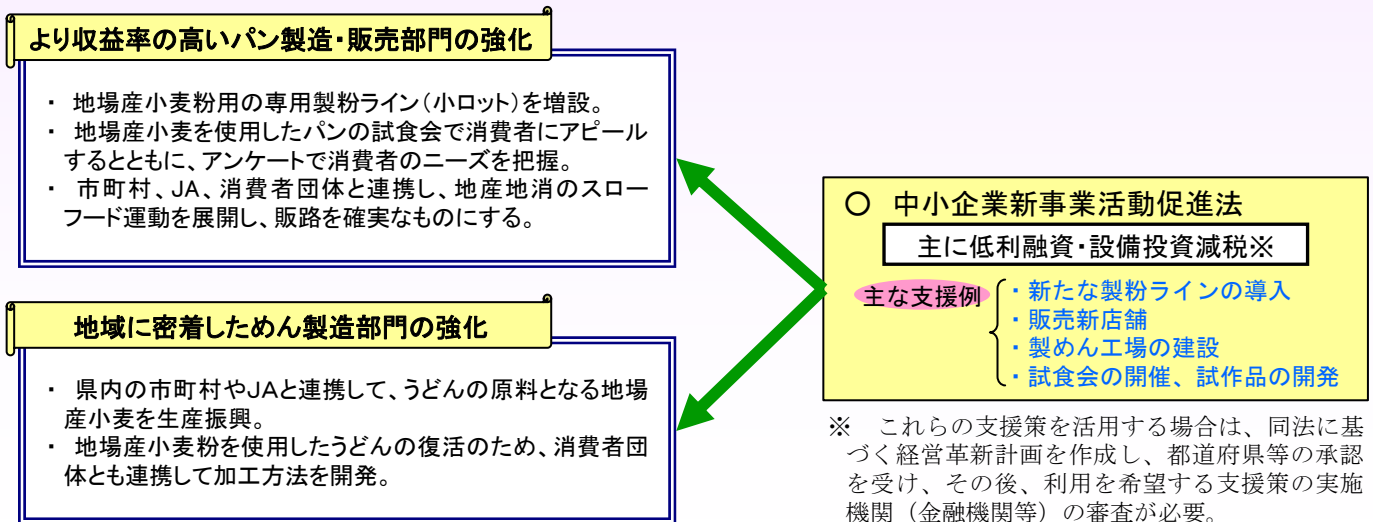 より収益率の高いパン製造・販売部門の強化
・ 地場産小麦粉用の専用製粉ライン（小ロット）を増設。
・ 地場産小麦を使用したパンの試食会で消費者にアピール
するとともに、アンケートで消費者のニーズを把握。
・ 市町村、JA、消費者団体と連携し、地産地消のスロー
フード運動を展開し、販路を確実なものにする。
地域に密着しためん製造部門の強化
・ 県内の市町村やJAと連携して、うどんの原料となる地場
産小麦を生産振興。
・ 地場産小麦粉を使用したうどんの復活のため、消費者団
体とも連携して加工方法を開発。
○ 中小企業新事業活動促進法
主に低利融資・設備投資減税※
主な支援例
・新たな製粉ラインの導入
・販売新店舗
・製めん工場の建設
・試食会の開催、試作品の開発
※ これらの支援策を活用する場合は、同法に基
づく経営革新計画を作成し、都道府県等の承認
を受け、その後、利用を希望する支援策の実施
機関（金融機関等）の審査が必要。